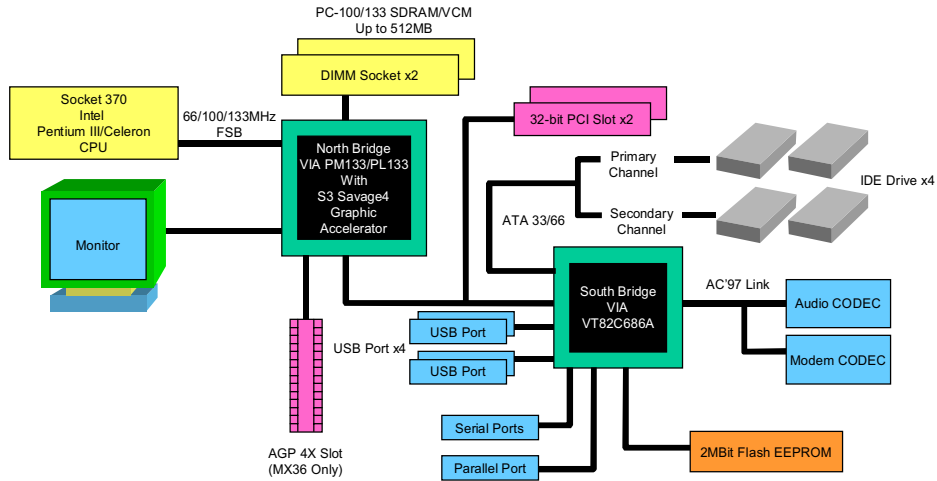 PC-100/133 SDRAM/VCM
Up to 512MB
DIMM Socket x2
Socket 370
Intel
Pentium III/Celeron
CPU
66/100/133MHz
FSB
32-bit PCI Slot x2
North Bridge
VIA PM133/PL133
With
S3 Savage4
Graphic
Accelerator
Primary
Channel
IDE Drive x4
Secondary
Channel
ATA 33/66
Monitor
South Bridge
VIA
VT82C686A
AC'97 Link
Audio CODEC
Modem CODEC
USB Port x4
USB Port
USB Port
Serial Ports
Parallel Port
2MBit Flash EEPROM
AGP 4X Slot
(MX36 Only)